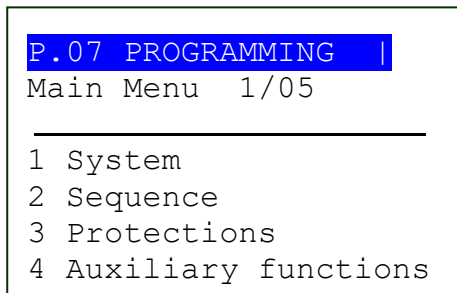 P.07 PROGRAMMING |
Main Menu 1/05
1 System
2 Sequence
3 Protections
4 Auxiliary functions